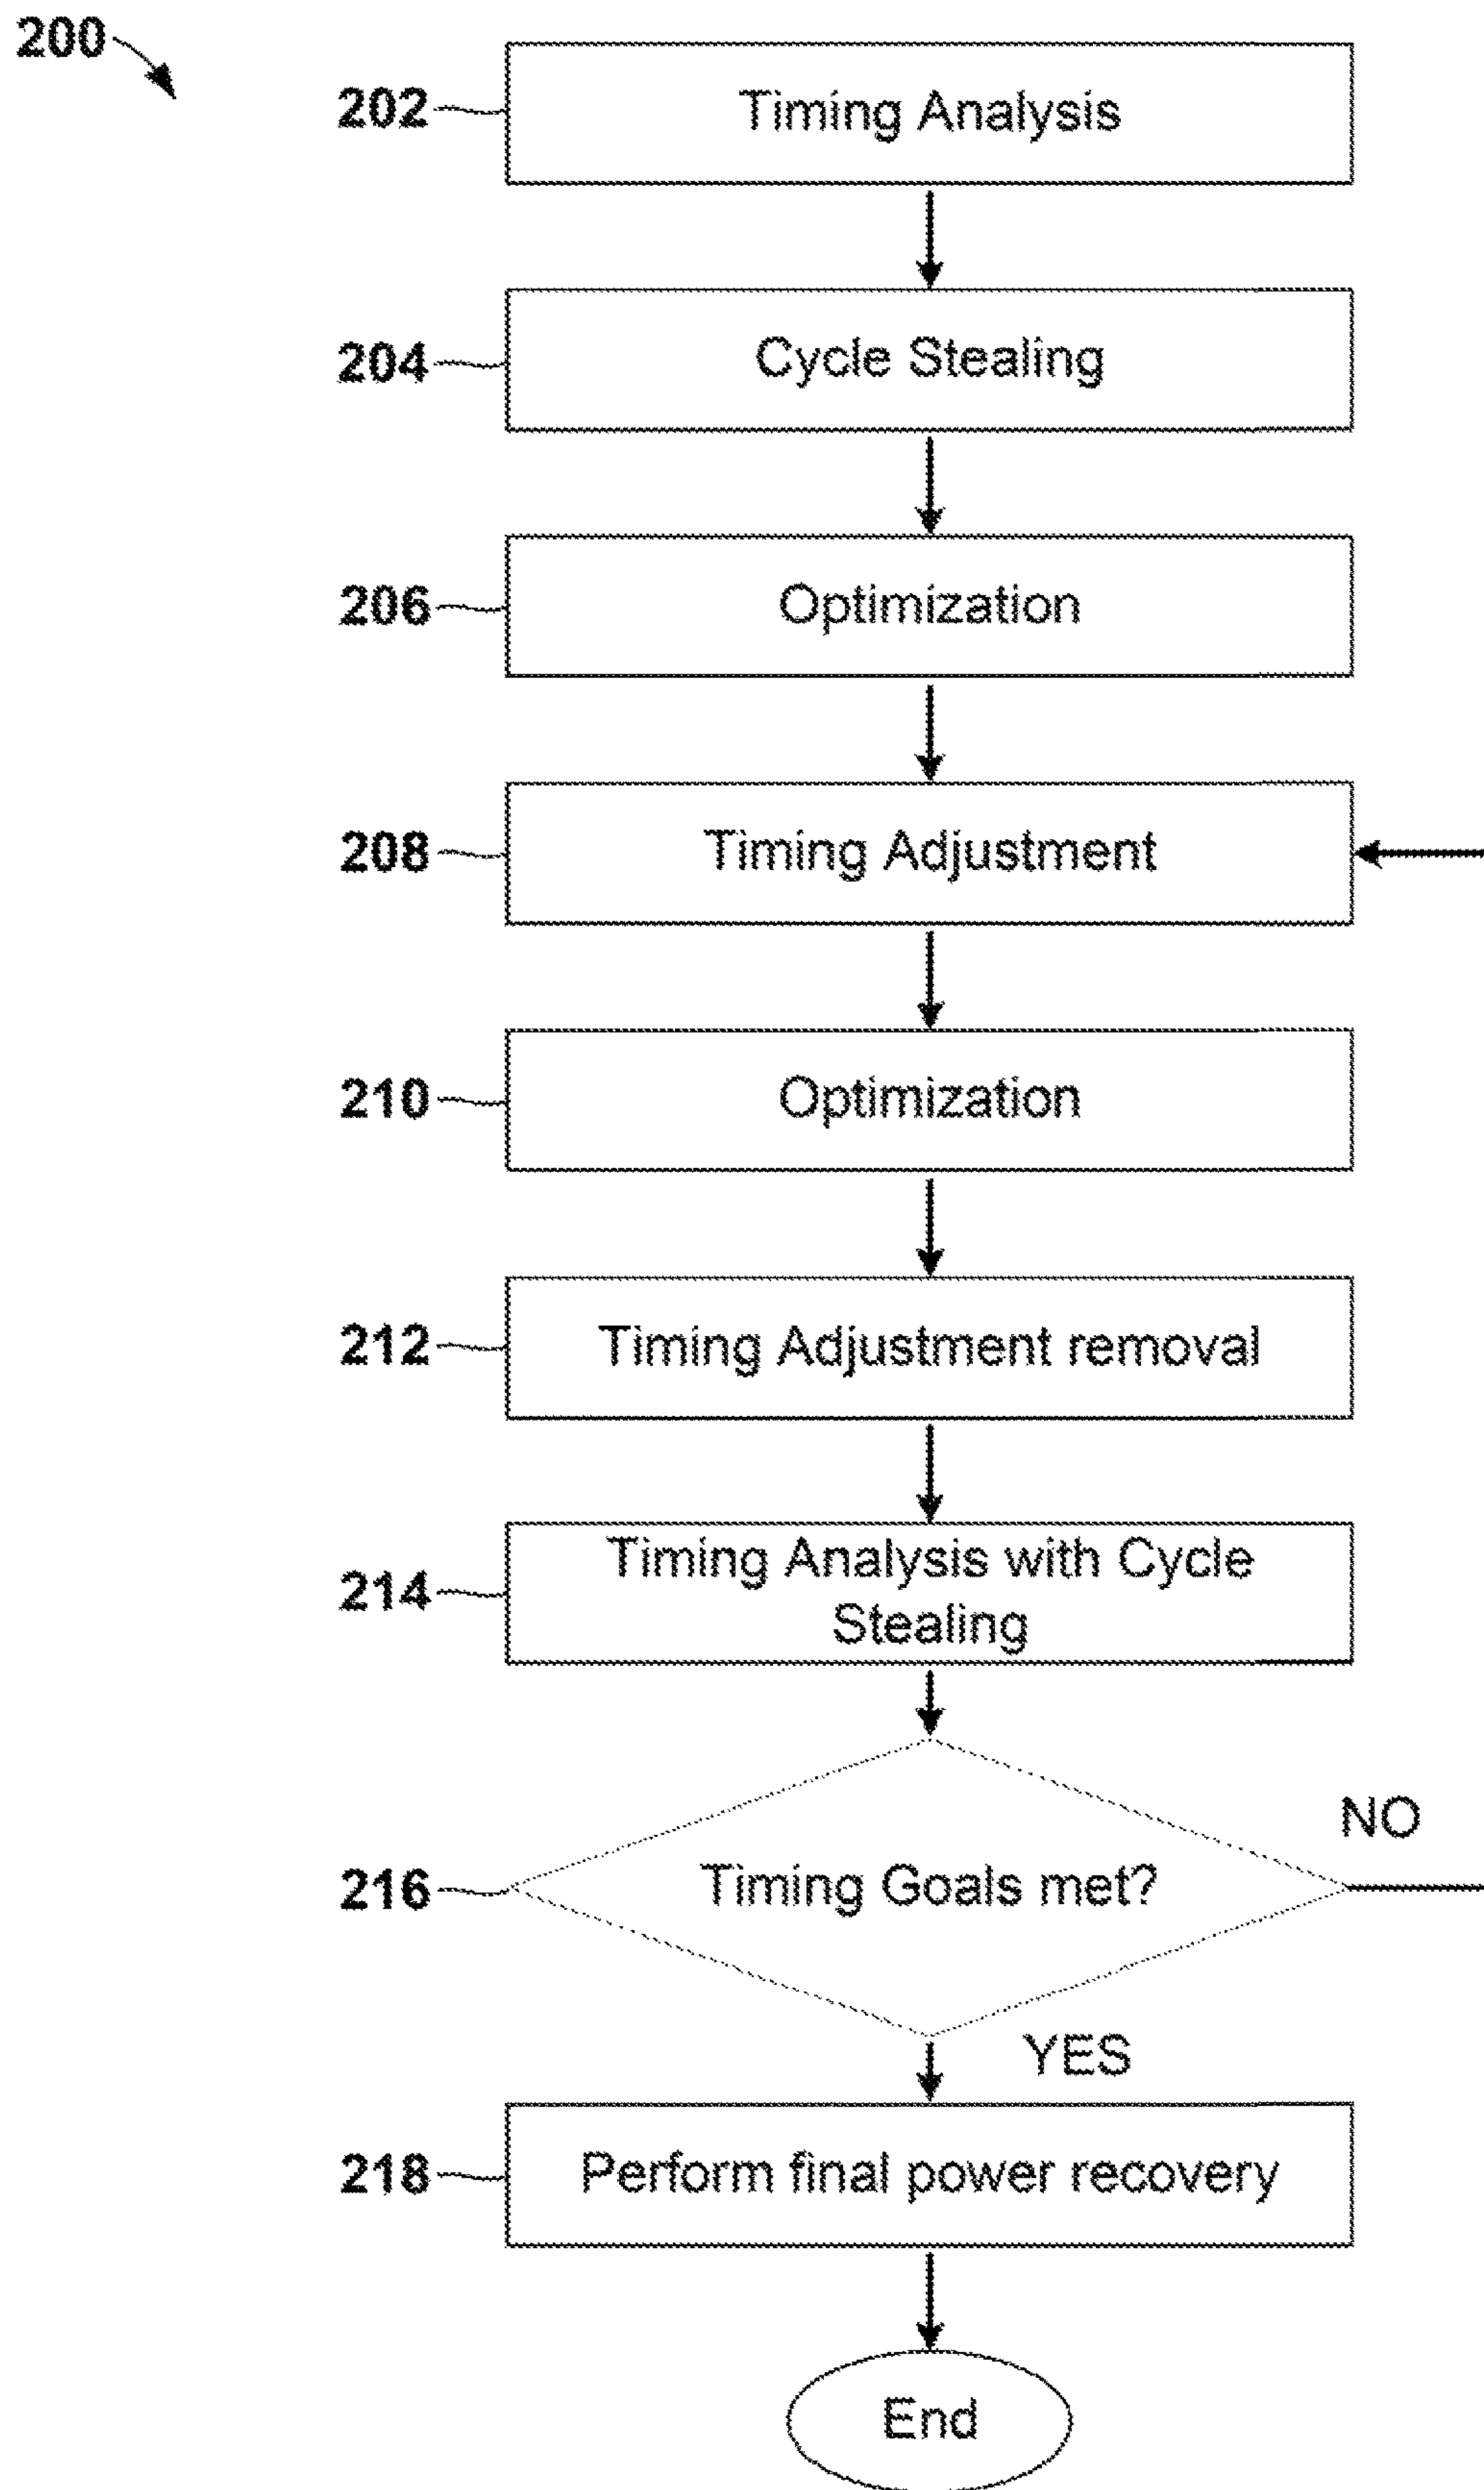 200
202 Timing Analysis
204 Cycle Stealing
206 Optimization
208 Timing Adjustment
210 Optimization
212 Timing Adjustment removal
214 Timing Analysis with Cycle
Stealing
NO
216 Timing Goals met?
YES
218 Perform final power recovery
End